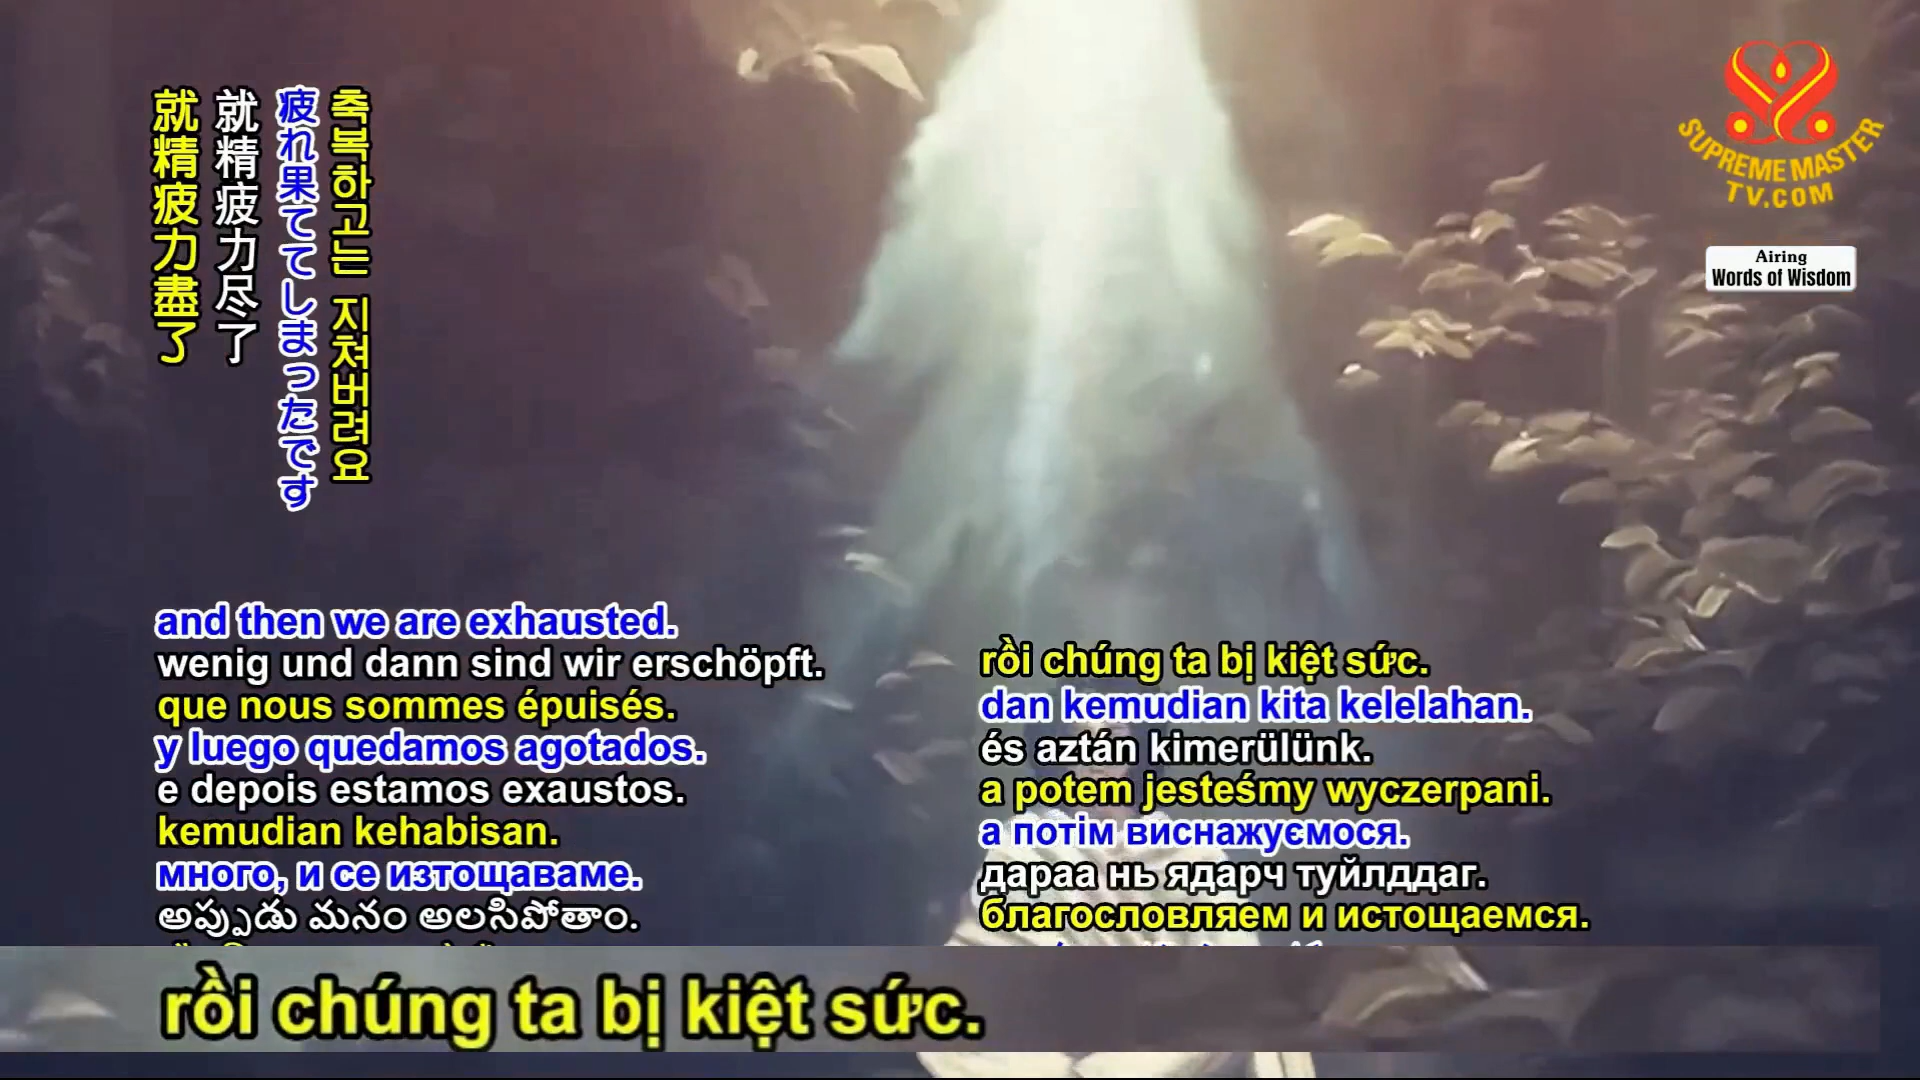 축복하고는 지쳐버려요
疲れ果ててしまったです
就精疲力尽了
就精疲力盡了
SUPREME MASTER
TV.COM
Airing
Words of Wisdom
and then we are exhausted.
wenig und dann sind wir erschöpft.
que nous sommes épuisés.
y luego quedamos agotados.
e depois estamos exaustos.
kemudian kehabisan.
много, и се изтощаваме.
అప్పుడు మనం అలసిపోతాం.
rồi chúng ta bị kiệt sức.
dan kemudian kita kelelahan.
és aztán kimerülünk.
a potem jesteśmy wyczerpani.
а потім виснажуємося.
дараа нь ядарч туйлддаг.
благословляем и истощаемся.
rồi chúng ta bị kiệt sức.